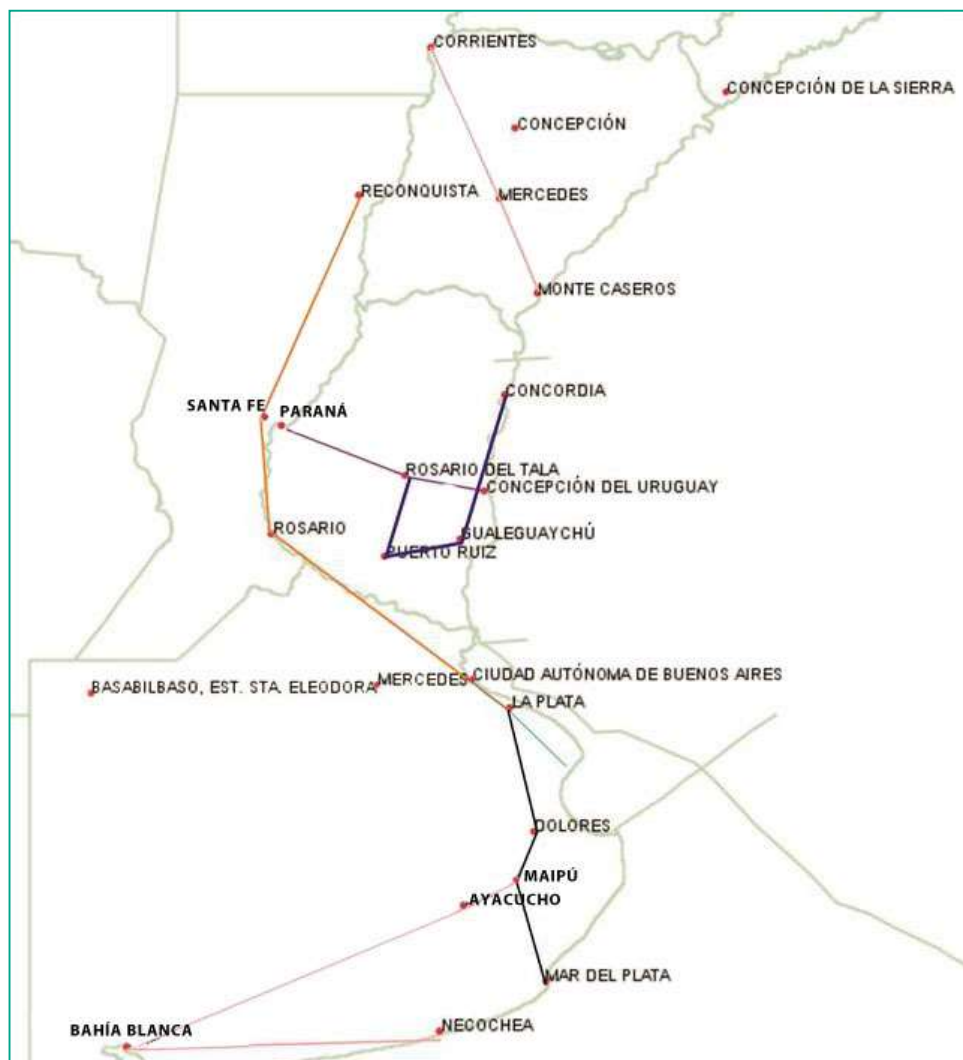 CORRIENTES
CONCEPCIÓN DE LA SIERRA
CONCEPCIÓN
RECONQUISTA
MERCEDES
MONTE CASEROS
CONCORDIA
SANTA FE
PARANÁ
ROSARIO DEL TALA
CONCEPCIÓN DEL URUGUAY
ROSARIO
GUALEGUAYCHÚ
PUERTO RUIZ
BASABILBASO, EST. STA. ELEODORA
MERCEDES
CIUDAD AUTÓNOMA DE BUENOS AIRES
LA PLATA
DOLORES
MAIPÚ
AYACUCHO
MAR DEL PLATA
BAHÍA BLANCA
NECOCHEA